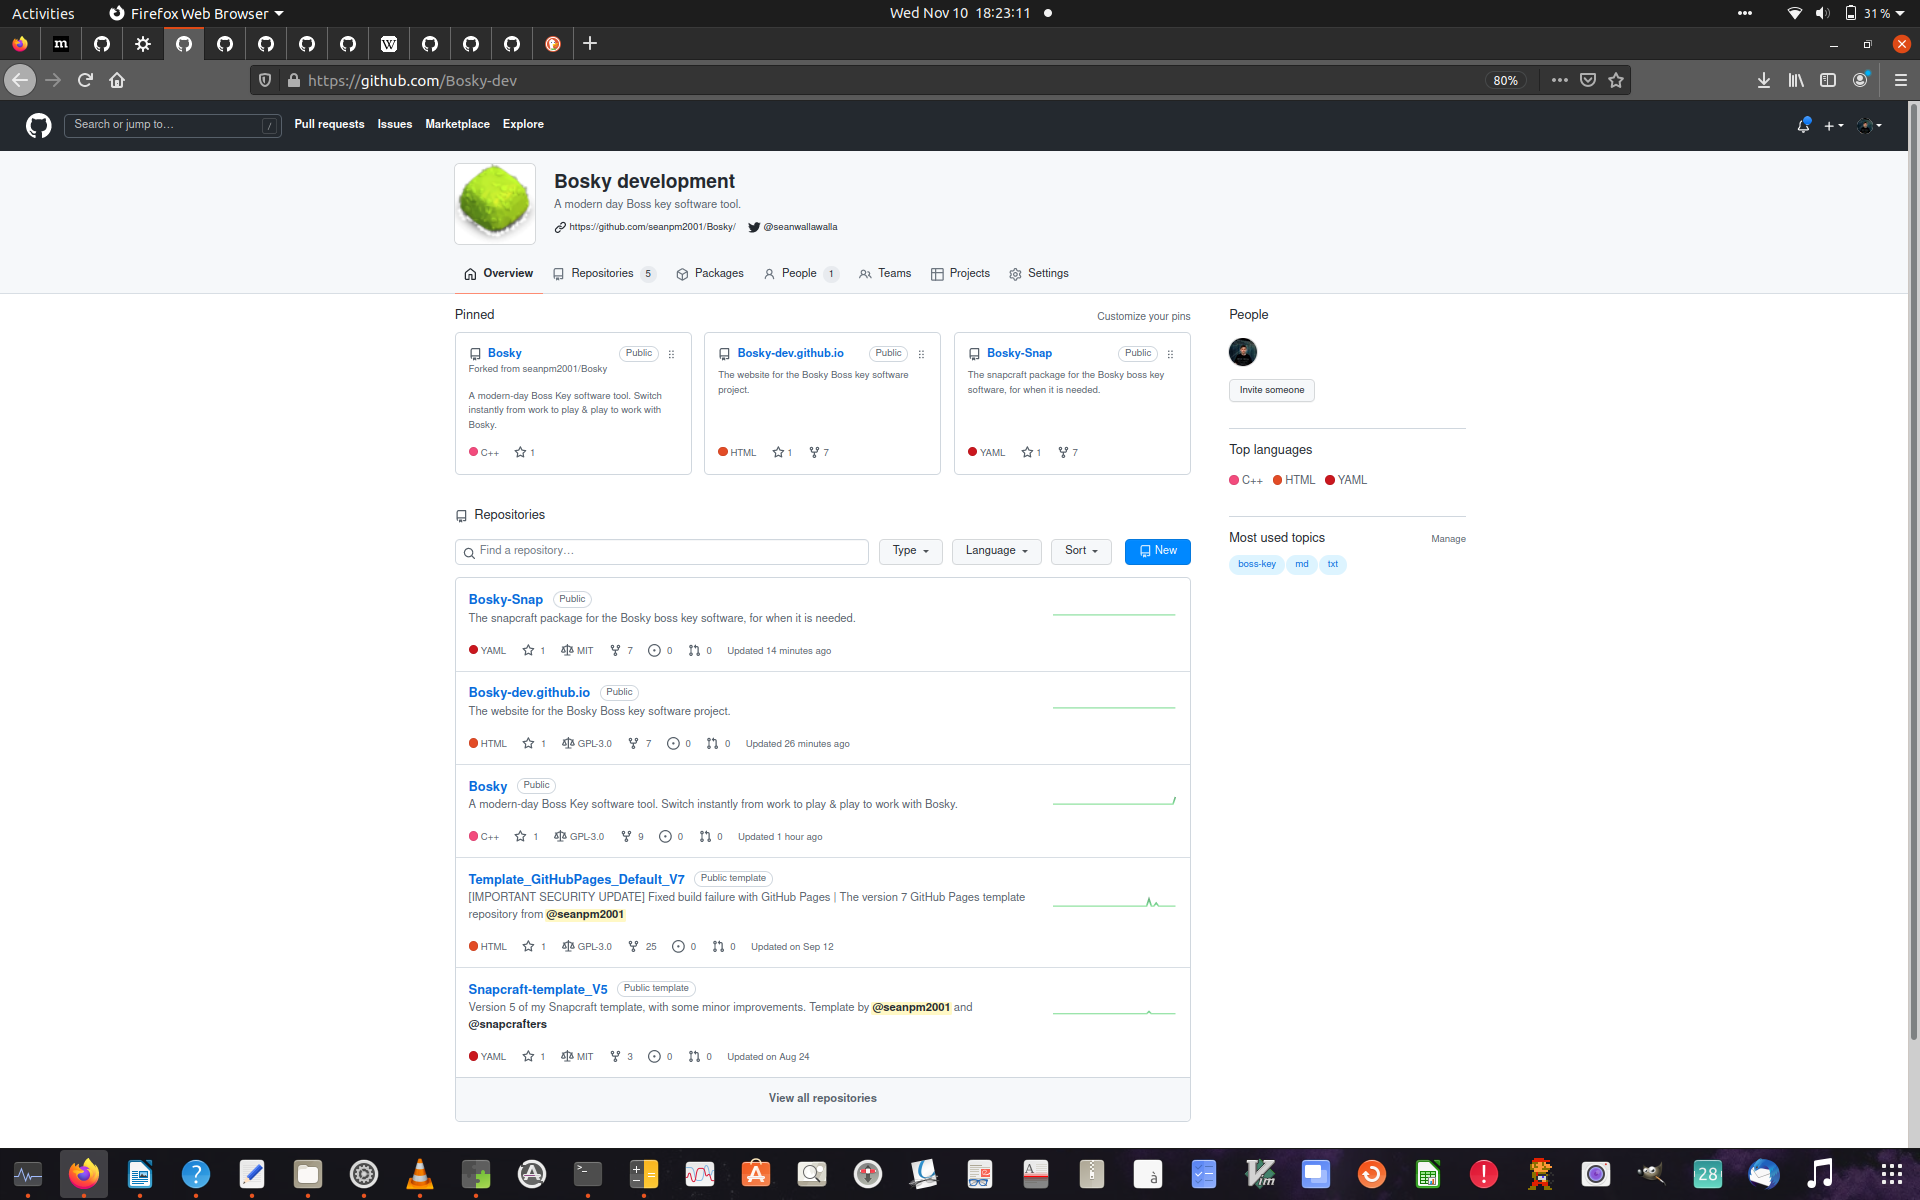 Activities
Firefox Web Browser
Wed Nov 10 18:23:11
31 %
m
W
https://github.com/Bosky-dev
80%
Search or jump to…
/
Pull requests
Issues
Marketplace
Explore
Bosky development
A modern day Boss key software tool.
https://github.com/seanpm2001/Bosky/
@seanwallawalla
Overview
Repositories 5
Packages
People 1
Teams
Projects
Settings
Pinned
Customize your pins
Bosky Public
Forked from seanpm2001/Bosky
A modern-day Boss Key software tool. Switch
instantly from work to play & play to work with
Bosky.
C++ 1
Bosky-dev.github.io Public
The website for the Bosky Boss key software
project.
HTML 1 7
Bosky-Snap Public
The snapcraft package for the Bosky boss key
software, for when it is needed.
YAML 1 7
People
Invite someone
Top languages
C++ HTML YAML
Most used topics
Manage
boss-key md txt
Repositories
Find a repository…
Type
Language
Sort
New
Bosky-Snap Public
The snapcraft package for the Bosky boss key software, for when it is needed.
YAML 1 MIT 7 0 0 Updated 14 minutes ago
Bosky-dev.github.io Public
The website for the Bosky Boss key software project.
HTML 1 GPL-3.0 7 0 0 Updated 26 minutes ago
Bosky Public
A modern-day Boss Key software tool. Switch instantly from work to play & play to work with Bosky.
C++ 1 GPL-3.0 9 0 0 Updated 1 hour ago
Template_GitHubPages_Default_V7 Public template
[IMPORTANT SECURITY UPDATE] Fixed build failure with GitHub Pages | The version 7 GitHub Pages template
repository from @seanpm2001
HTML 1 GPL-3.0 25 0 0 Updated on Sep 12
Snapcraft-template_V5 Public template
Version 5 of my Snapcraft template, with some minor improvements. Template by @seanpm2001 and
@snapcrafters
YAML 1 MIT 3 0 0 Updated on Aug 24
View all repositories
28